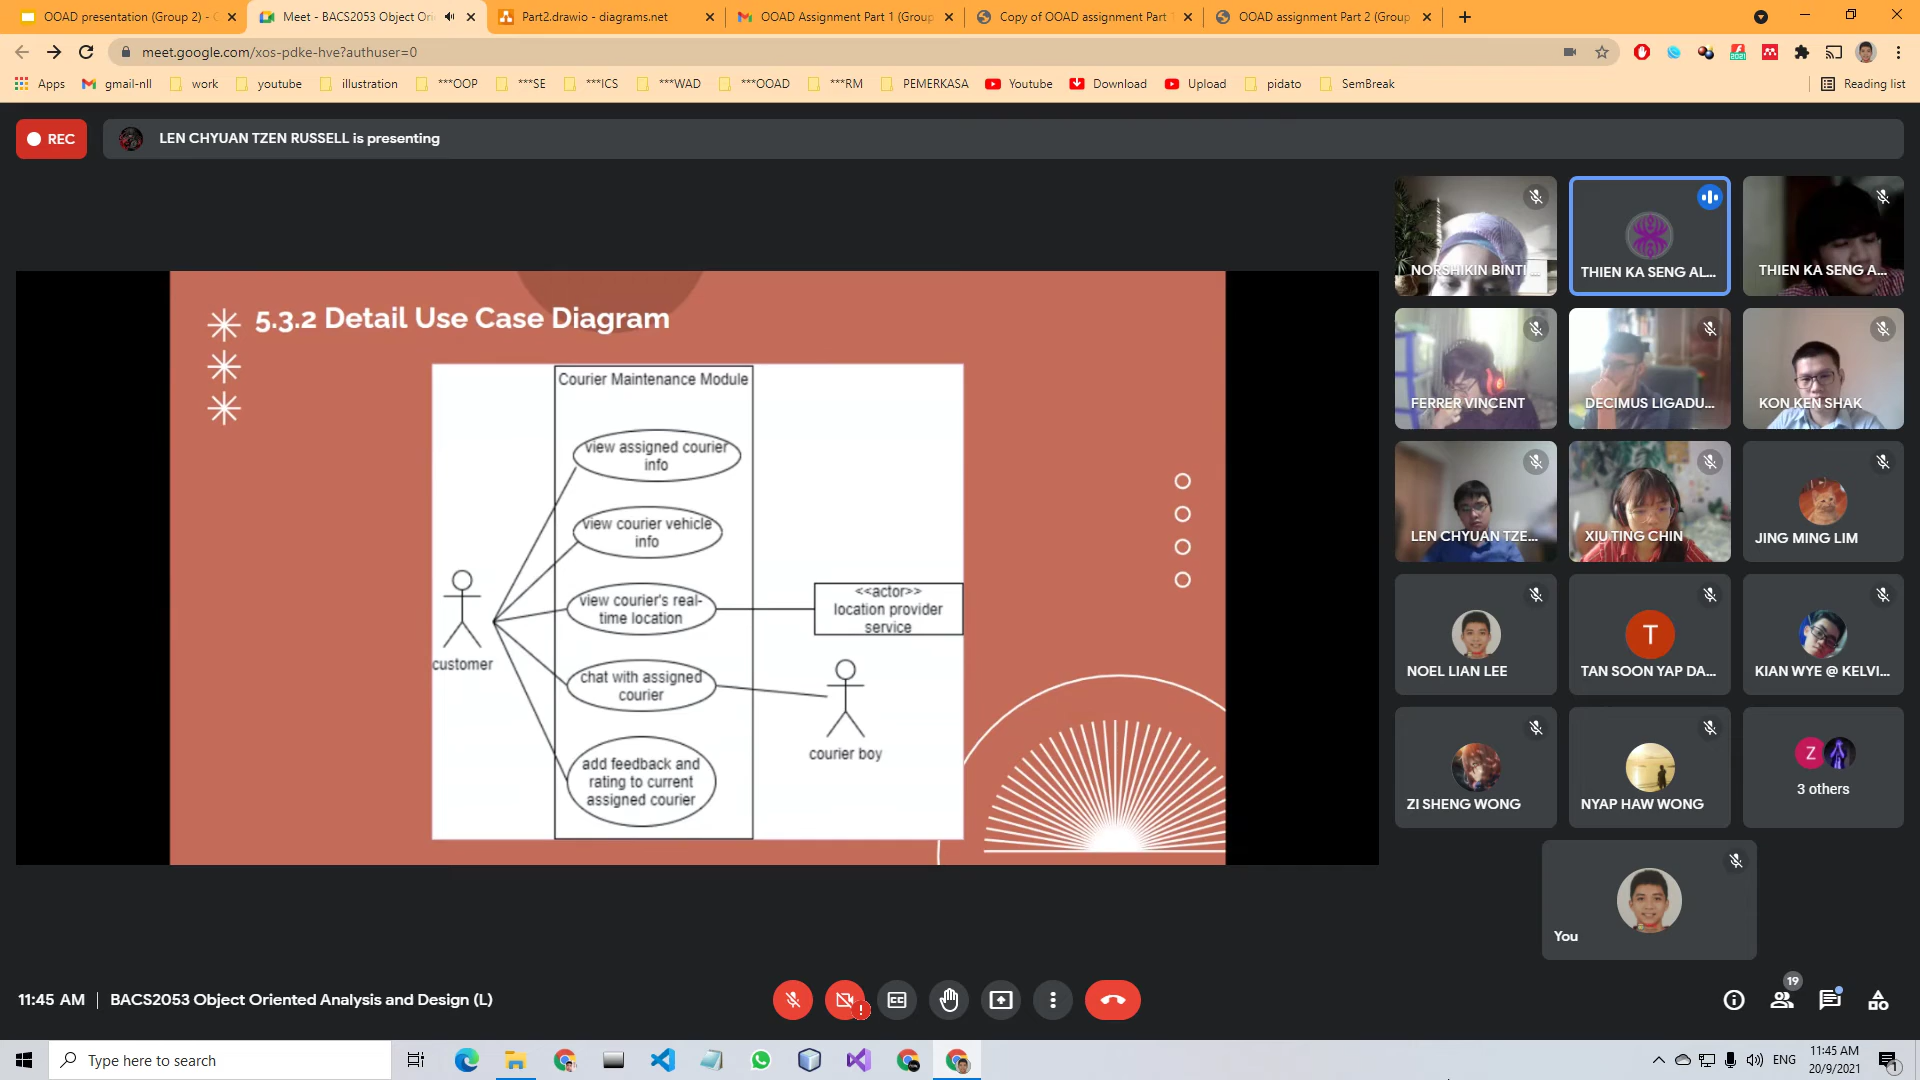 OOAD presentation (Group 2) - G
Meet - BACS2053 Object Ori
Part2.drawio - diagrams.net
OOAD Assignment Part 1 (Group
Copy of OOAD assignment Part 1
OOAD assignment Part 2 (Group
meet.google.com/xos-pdke-hve?authuser=0
Apps
gmail-nll
work
youtube
illustration
***OOP
***SE
***ICS
***WAD
***OOAD
***RM
PEMERKASA
Youtube
Download
Upload
pidato
SemBreak
Reading list
REC
LEN CHYUAN TZEN RUSSELL is presenting
5.3.2 Detail Use Case Diagram
Courier Maintenance Module
view assigned courier
info
view courier vehicle
info
view courier's real-
time location
<<actor>>
location provider
service
customer
chat with assigned
courier
courier boy
add feedback and
rating to current
assigned courier
NORSHIKIN BINTI ...
THIEN KA SENG AL...
THIEN KA SENG A...
FERRER VINCENT
DECIMUS LIGADU...
KON KEN SHAK
LEN CHYUAN TZE...
XIU TING CHIN
JING MING LIM
NOEL LIAN LEE
T
TAN SOON YAP DA...
KIAN WYE @ KELVI...
ZI SHENG WONG
NYAP HAW WONG
Z
3 others
You
11:45 AM
BACS2053 Object Oriented Analysis and Design (L)
19
Type here to search
ENG
11:45 AM
20/9/2021
1